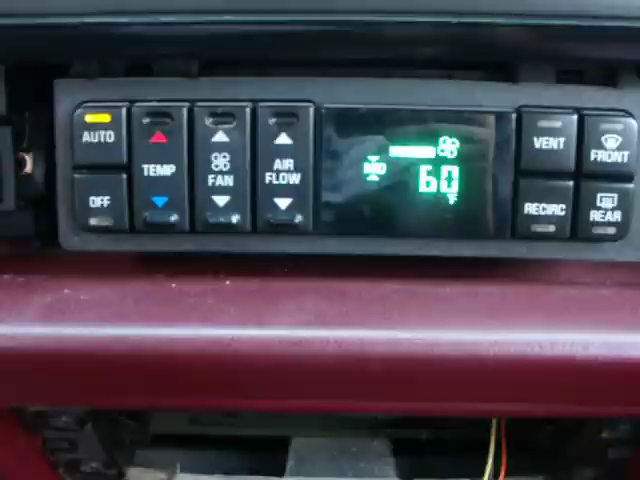 AUTO
OFF
TEMP
FAN
AIR
FLOW
60
°F
VENT
RECIRC
FRONT
REAR